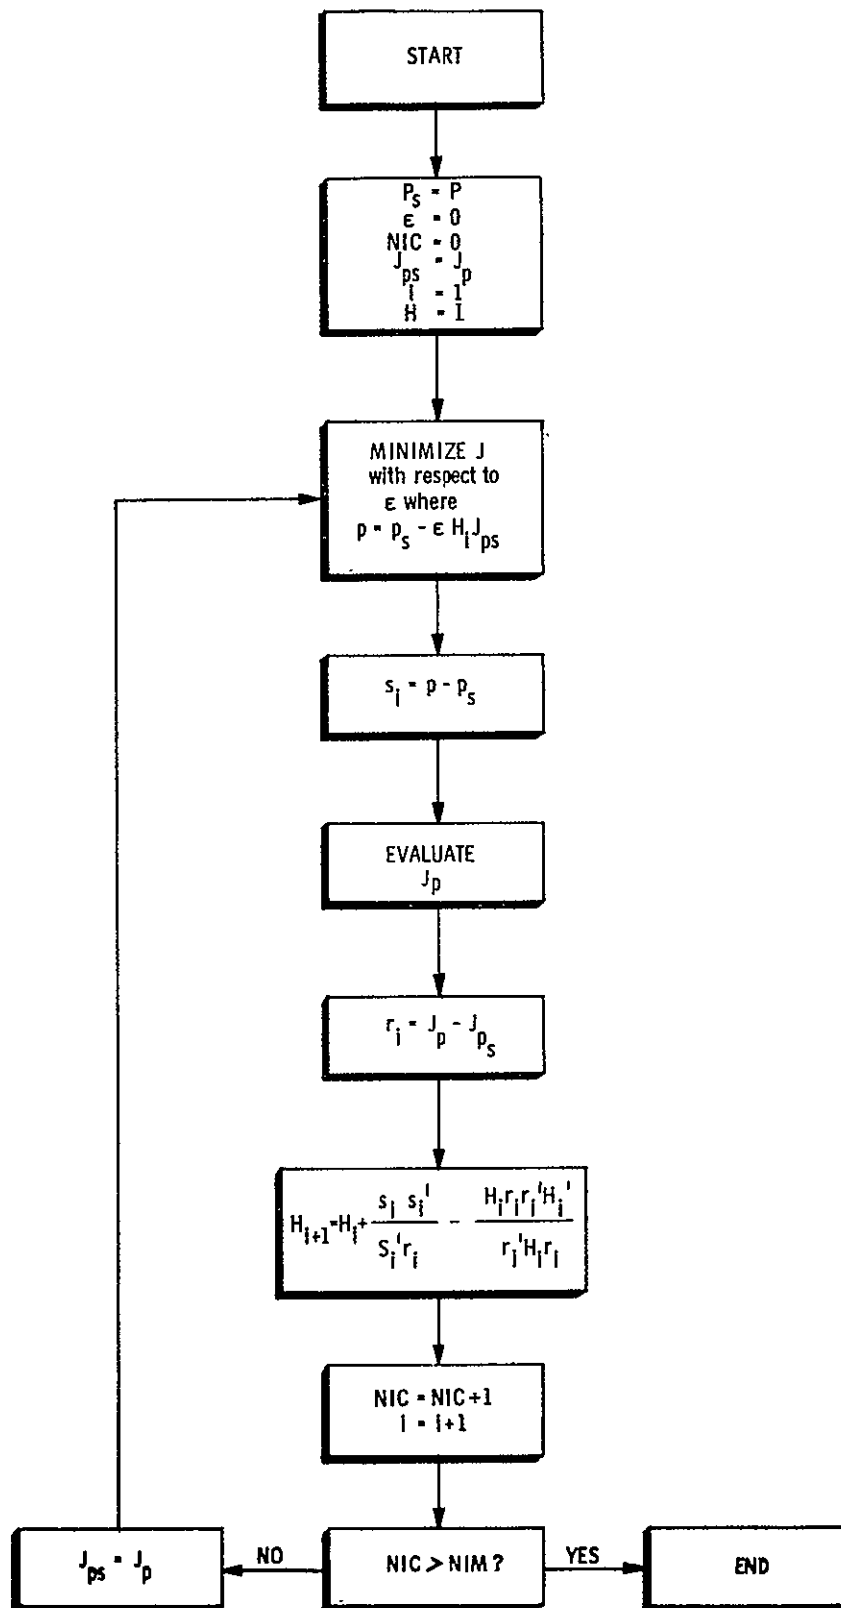 START
P_s = P
ε = 0
NIC = 0
J_ps = J_p
i = 1
H = I
MINIMIZE J
with respect to
ε where
p = p_s - ε H_i J_ps
s_i = p - p_s
EVALUATE
J_p
r_i = J_p - J_p_s
H_i+1 = H_i + s_i s_i' / S_i' r_i - H_i r_i r_i' H_i' / r_i' H_i r_i
NIC = NIC+1
i = i+1
J_ps = J_p
NO
NIC > NIM?
YES
END